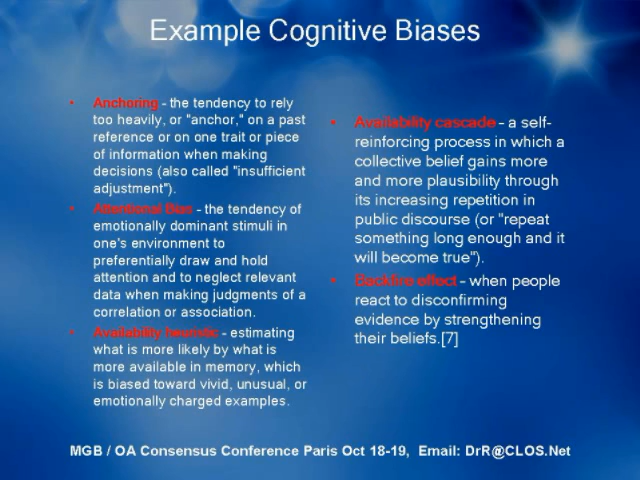 Example Cognitive Biases
• Anchoring - the tendency to rely
too heavily, or "anchor," on a past
reference or on one trait or piece
of information when making
decisions (also called "insufficient
adjustment").
• Attentional Bias - the tendency of
emotionally dominant stimuli in
one's environment to
preferentially draw and hold
attention and to neglect relevant
data when making judgments of a
correlation or association.
• Availability heuristic - estimating
what is more likely by what is
more available in memory, which
is biased toward vivid, unusual, or
emotionally charged examples.
• Availability cascade - a self-
reinforcing process in which a
collective belief gains more
and more plausibility through
its increasing repetition in
public discourse (or "repeat
something long enough and it
will become true").
• Backfire effect - when people
react to disconfirming
evidence by strengthening
their beliefs.[7]
MGB / OA Consensus Conference Paris Oct 18-19, Email: DrR@CLOS.Net